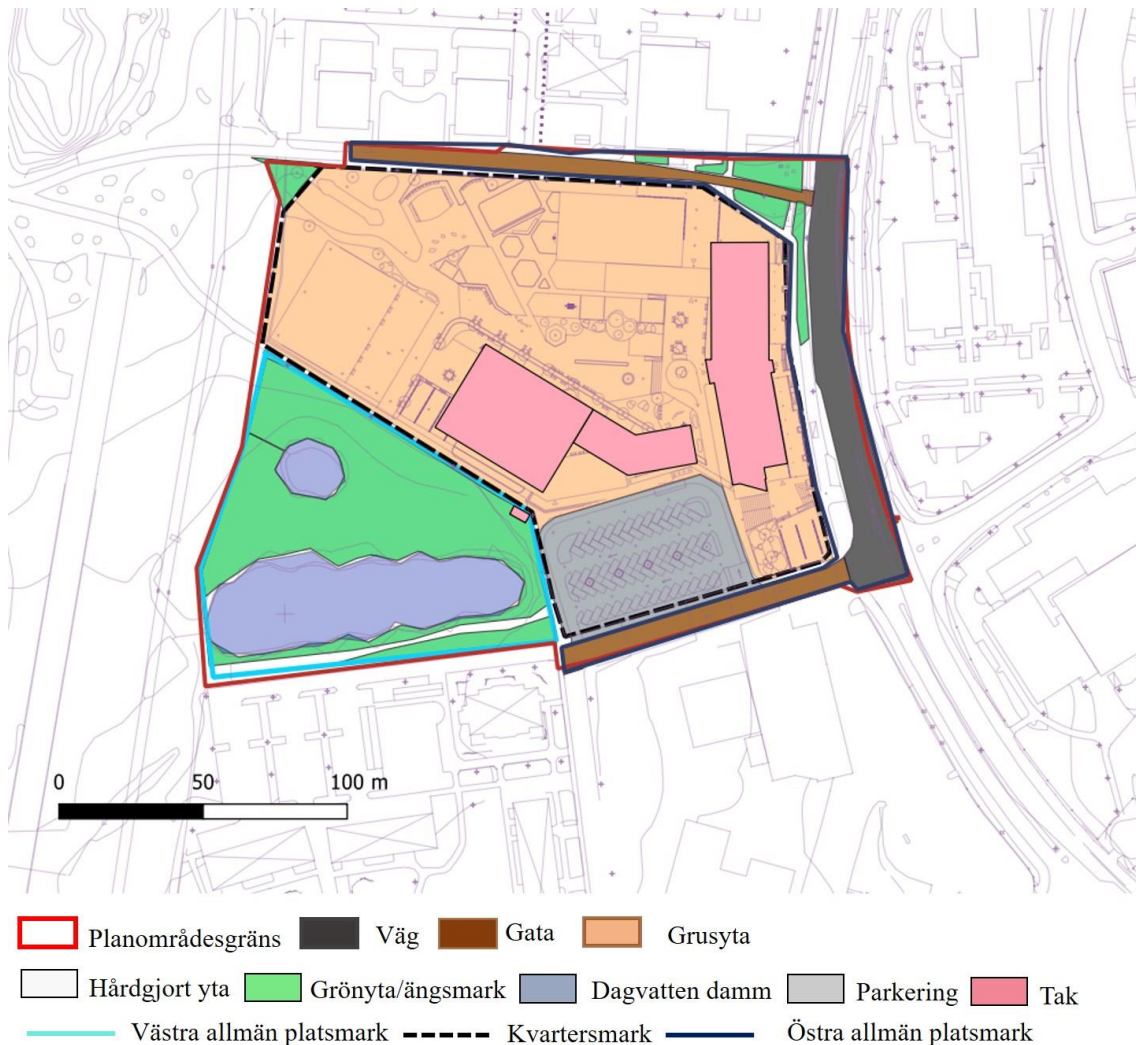 0 50 100 m
Planområdesgräns Väg Gata Grusyta
Hårdgjort yta Grönyta/ängsmark Dagvatten damm Parkering Tak
Västra allmän platsmark Kvartersmark Östra allmän platsmark